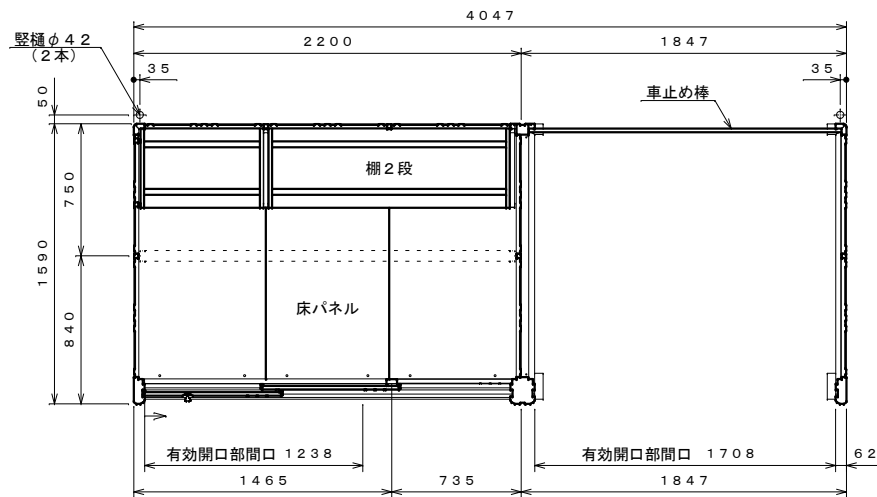 4047
2200
1847
竪樋φ42
(2本)
35
35
50
車止め棒
棚2段
750
1590
床パネル
840
有効開口部間口 1238
有効開口部間口 1708
62
1465
735
1847